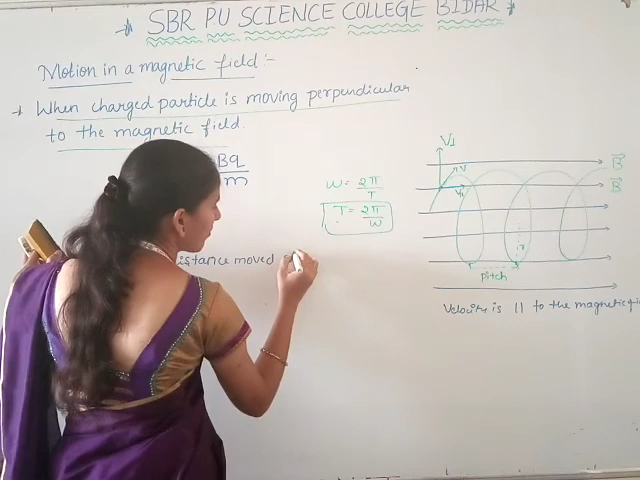 SBR PU SCIENCE COLLEGE BIDAR
Motion in a magnetic field :-
When charged particle is moving perpendicular
to the magnetic field.
Bq
m
W = 2π
T
T = 2π
W
istance moved
V⊥
V
V॥
B
B
r
pitch
Velocity is || to the magnetic fi